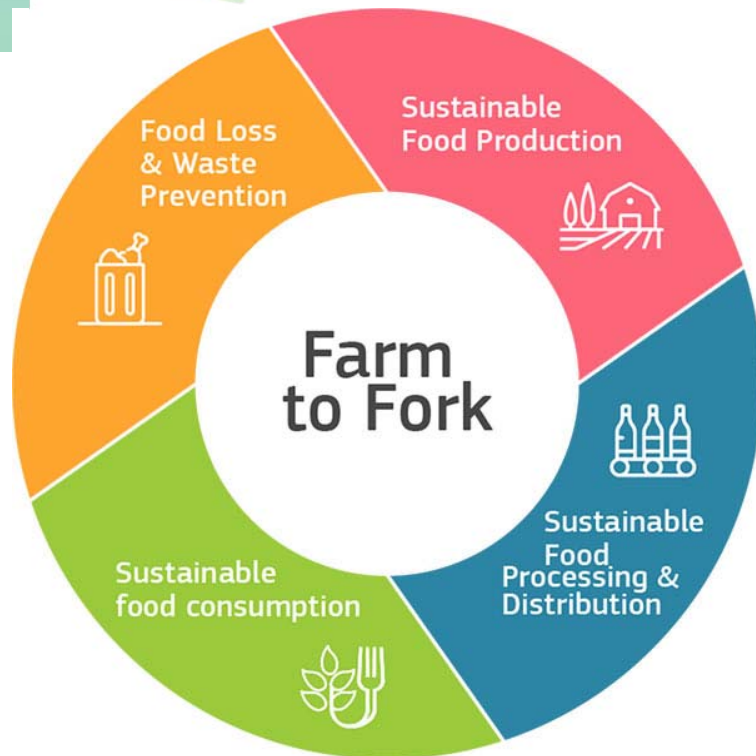 Farm
to Fork
Sustainable
Food Production
Sustainable
Food
Processing &
Distribution
Sustainable
food consumption
Food Loss
& Waste
Prevention